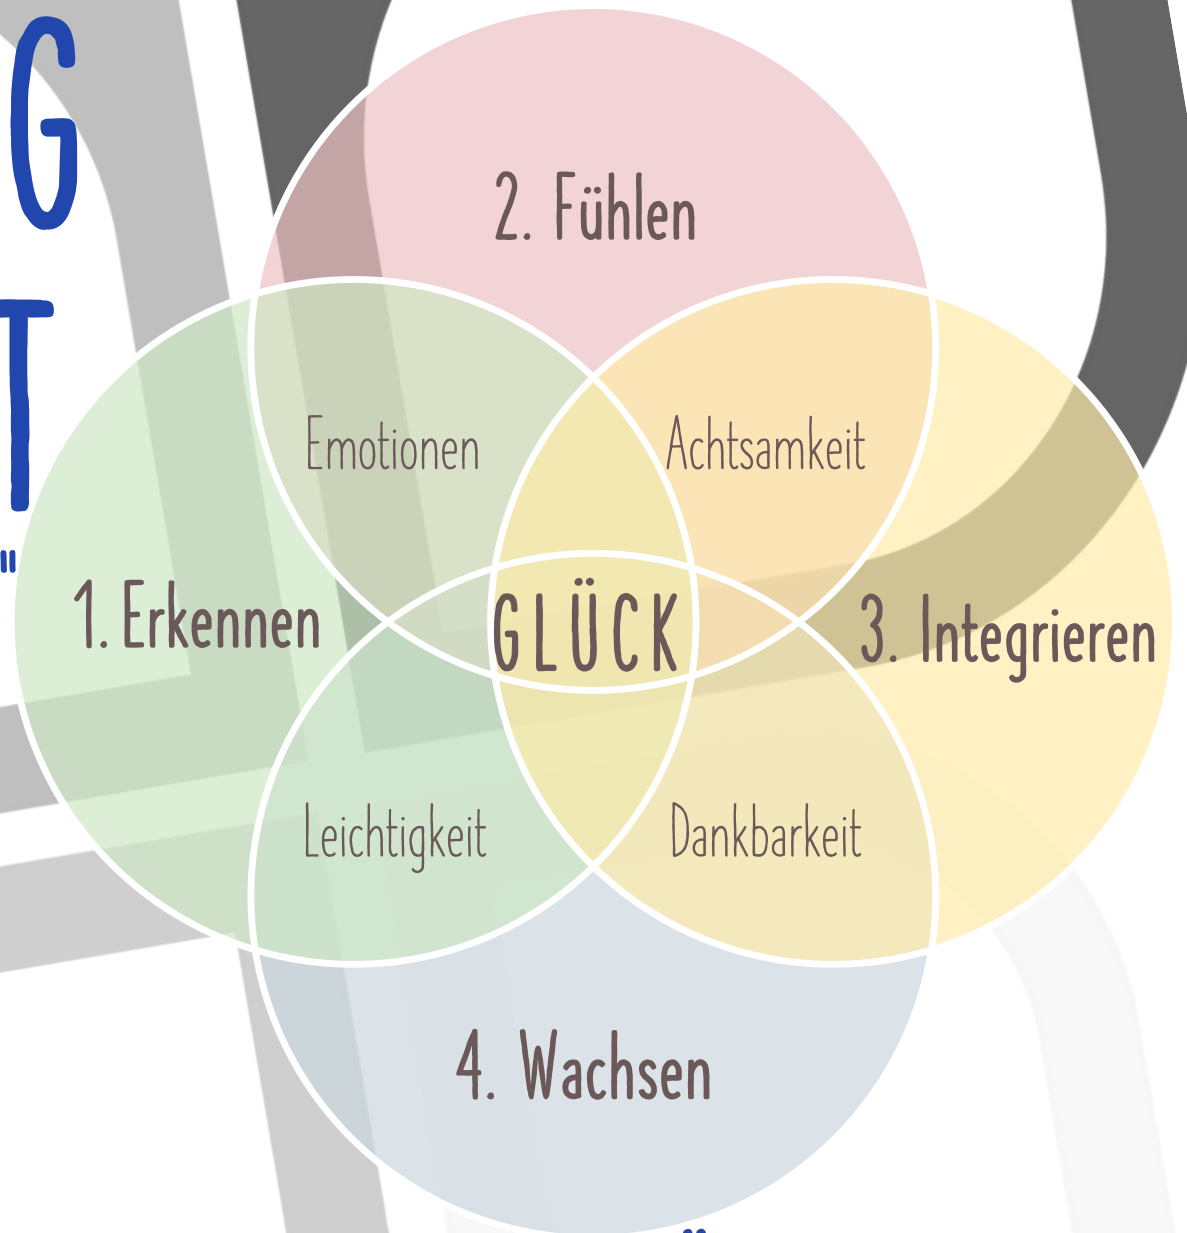 G
T
2. Fühlen
Emotionen
Achtsamkeit
1. Erkennen
GLÜCK
3. Integrieren
Leichtigkeit
Dankbarkeit
4. Wachsen